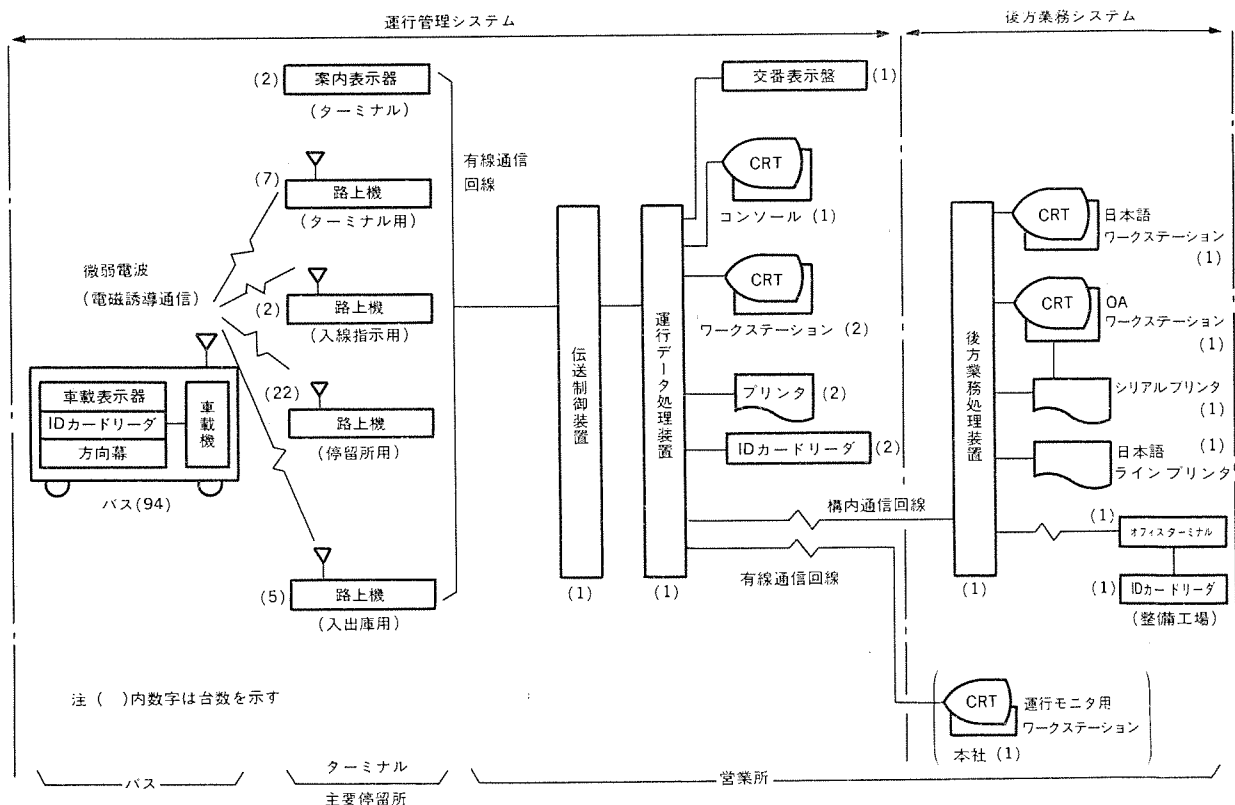 運行管理システム
後方業務システム
(2)
案内表示器
(ターミナル)
(7)
路上機
(ターミナル用)
有線通信
回線
微弱電波
(電磁誘導通信)
(2)
路上機
(入線指示用)
(22)
路上機
(停留所用)
(5)
路上機
(入出庫用)
車載表示器
IDカードリーダ
方向幕
車載機
バス(94)
伝送制御装置
(1)
運行データ処理装置
(1)
交番表示盤
(1)
CRT
コンソール (1)
CRT
ワークステーション (2)
プリンタ
(2)
IDカードリーダ
(2)
構内通信回線
有線通信回線
後方業務処理装置
(1)
CRT
日本語
ワークステーション
(1)
CRT
OA
ワークステーション
(1)
シリアルプリンタ
(1)
(1)
日本語
ライン プリンタ
(1)
オフィスターミナル
(1)
IDカードリーダ
(整備工場)
CRT
運行モニタ用
ワークステーション
本社 (1)
注 ( )内数字は台数を示す
バス
ターミナル
主要停留所
営業所